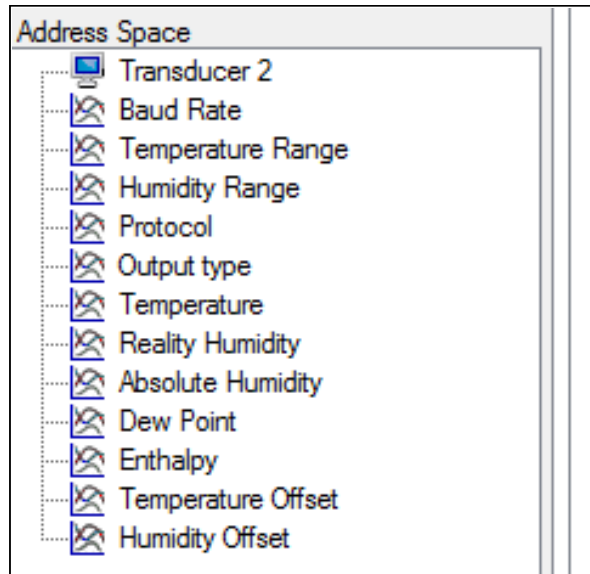 Address Space
Transducer 2
Baud Rate
Temperature Range
Humidity Range
Protocol
Output type
Temperature
Reality Humidity
Absolute Humidity
Dew Point
Enthalpy
Temperature Offset
Humidity Offset